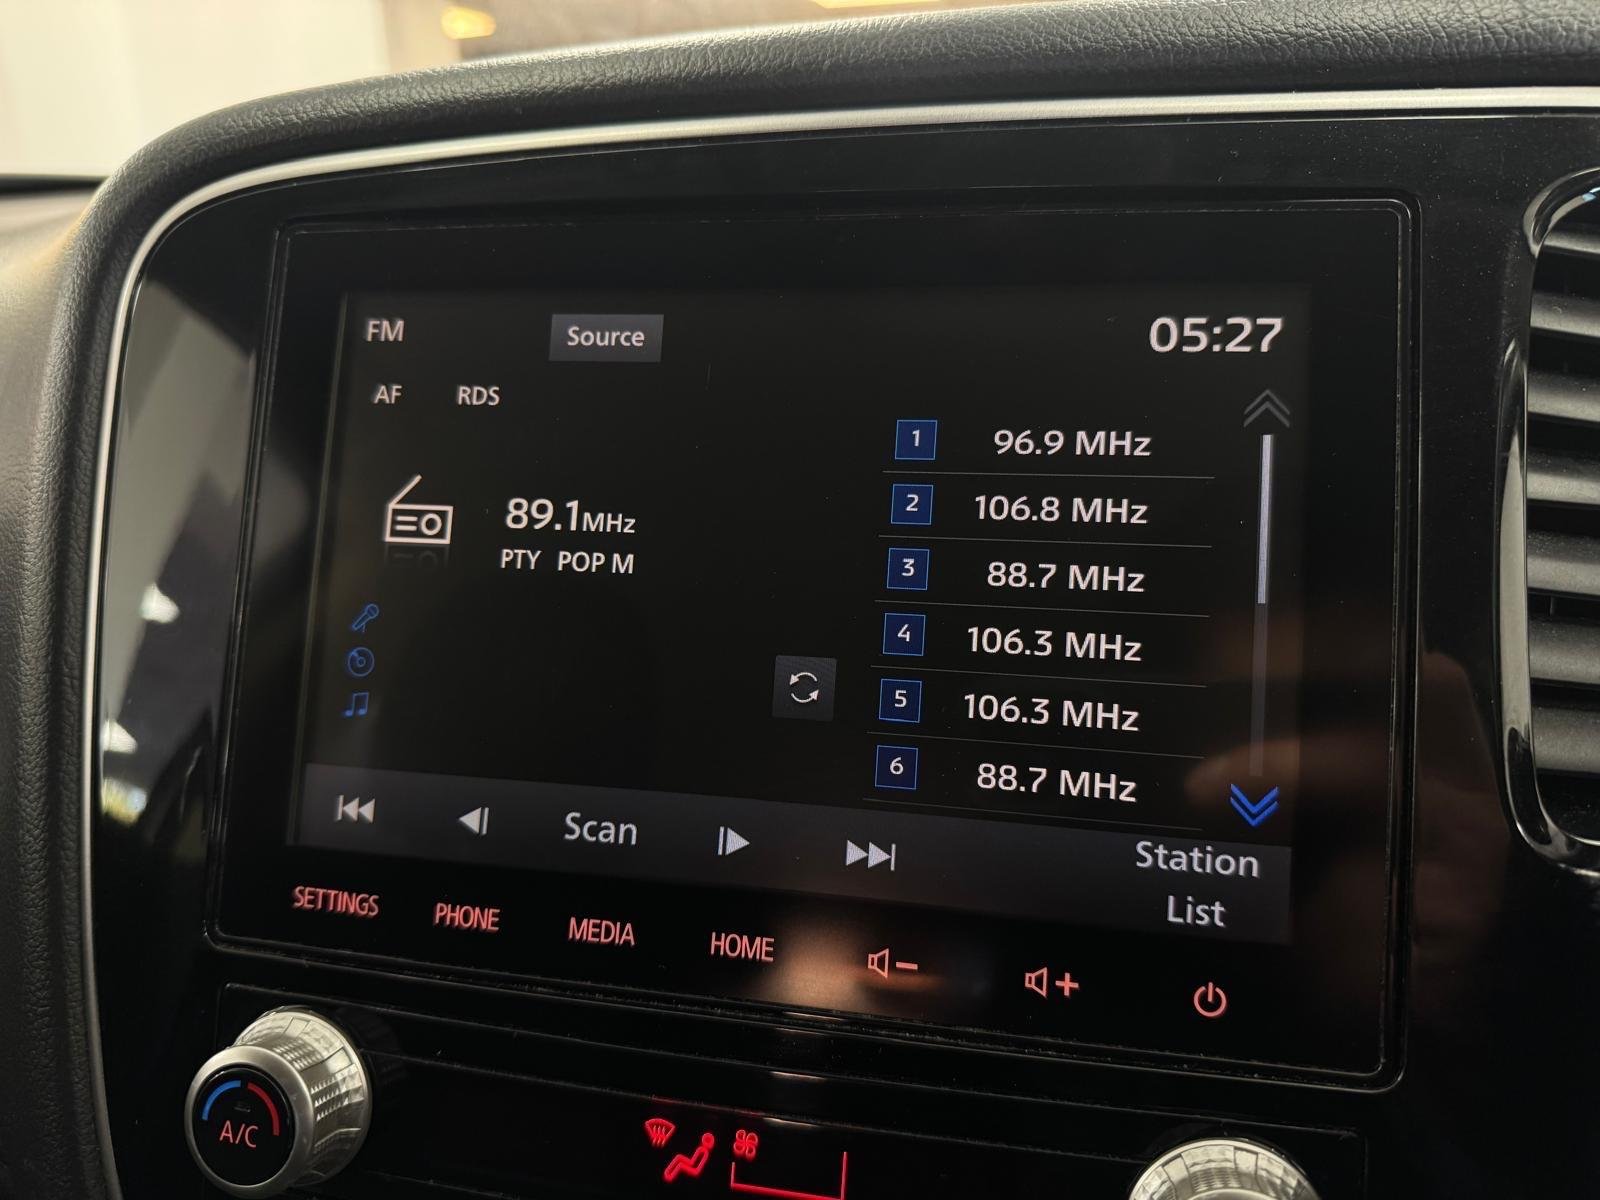 FM
Source
05:27
AF RDS
89.1MHz
PTY POP M
1 96.9 MHz
2 106.8 MHz
3 88.7 MHz
4 106.3 MHz
5 106.3 MHz
6 88.7 MHz
Scan
Station
List
SETTINGS PHONE MEDIA HOME
A/C